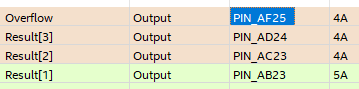 Overflow Output PIN_AF25 4A
Result[3] Output PIN_AD24 4A
Result[2] Output PIN_AC23 4A
Result[1] Output PIN_AB23 5A